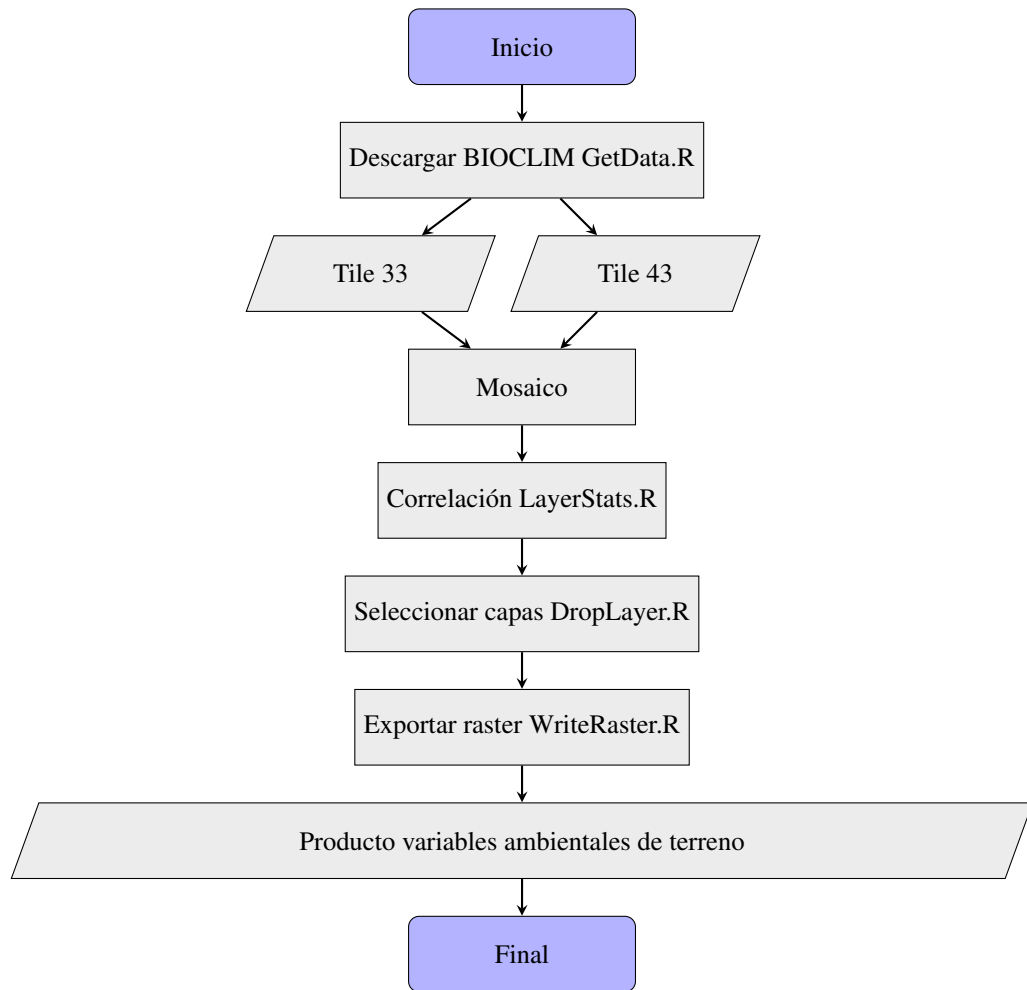 Inicio
Descargar BIOCLIM GetData.R
Tile 33
Tile 43
Mosaico
Correlación LayerStats.R
Seleccionar capas DropLayer.R
Exportar raster WriteRaster.R
Producto variables ambientales de terreno
Final